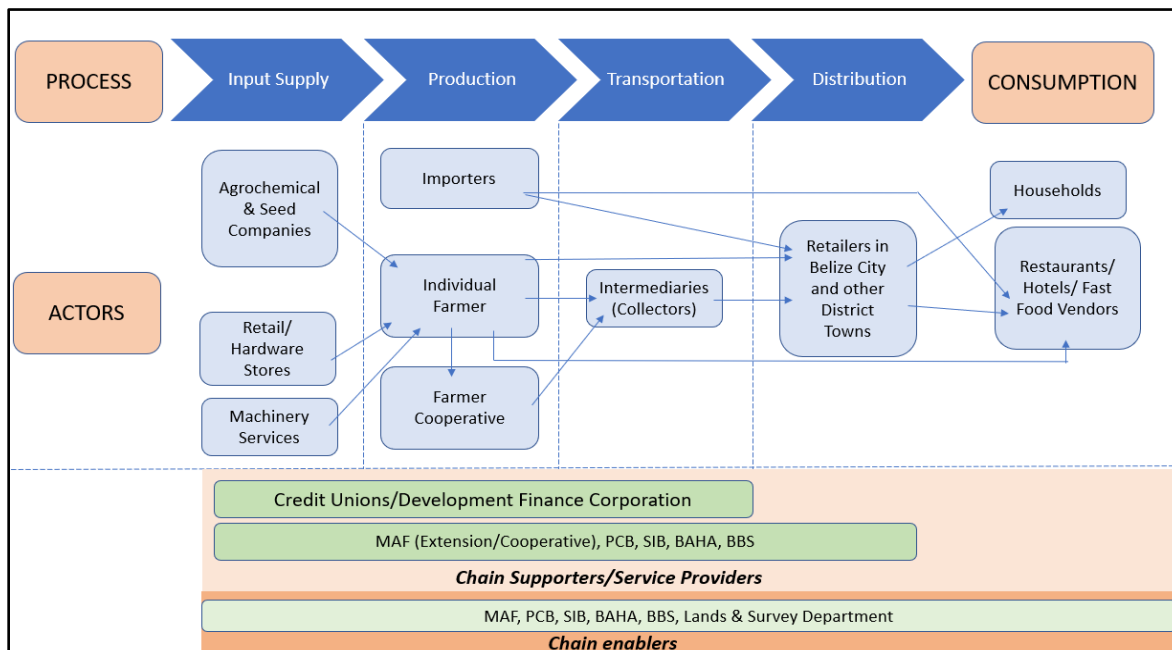 PROCESS
Input Supply
Production
Transportation
Distribution
CONSUMPTION
ACTORS
Agrochemical
& Seed
Companies
Retail/
Hardware
Stores
Machinery
Services
Importers
Individual
Farmer
Farmer
Cooperative
Intermediaries
(Collectors)
Retailers in
Belize City
and other
District
Towns
Households
Restaurants/
Hotels/ Fast
Food Vendors
Credit Unions/Development Finance Corporation
MAF (Extension/Cooperative), PCB, SIB, BAHA, BBS
Chain Supporters/Service Providers
MAF, PCB, SIB, BAHA, BBS, Lands & Survey Department
Chain enablers